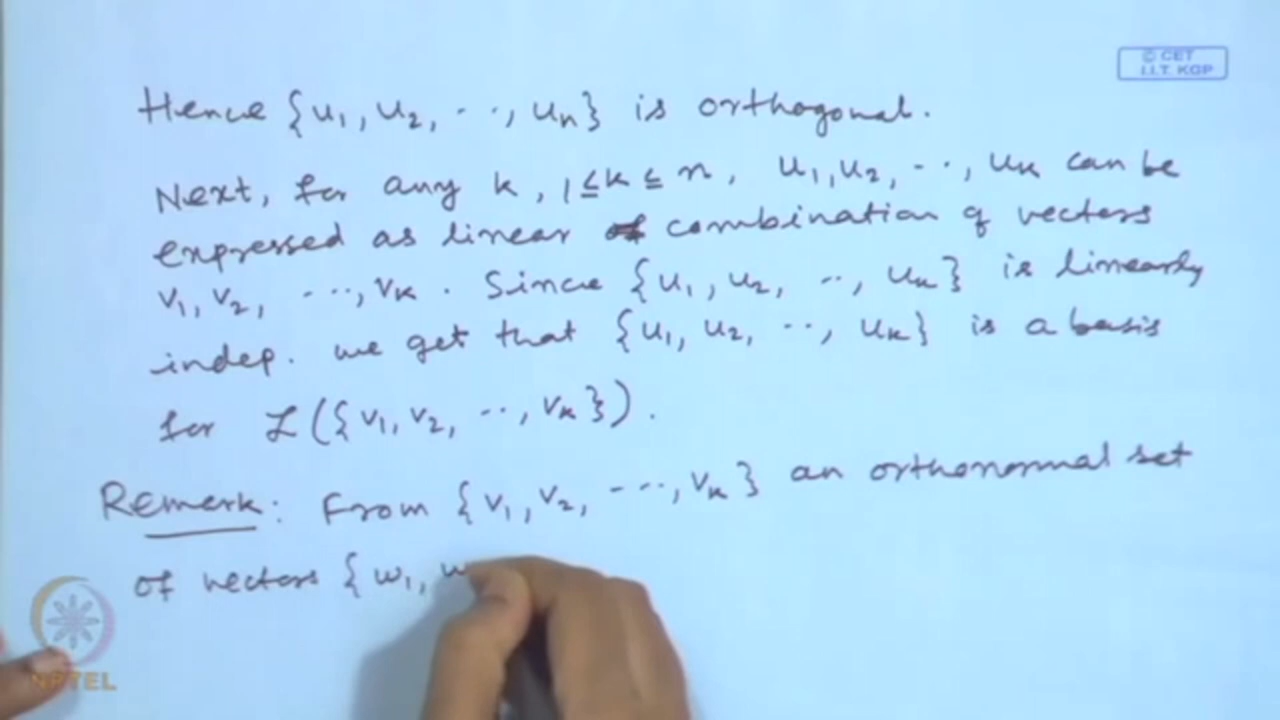 © CET
I.I.T. KGP
Hence {u₁, u₂, ..., uₙ} is orthogonal.
Next, for any k, 1≤k≤n, u₁, u₂, ..., uₖ can be
expressed as linear combination of vectors
v₁, v₂, ..., vₖ. Since {u₁, u₂, .., uₖ} is linearly
indep. we get that {u₁, u₂, .., uₖ} is a basis
for L({v₁, v₂, .., vₖ}).
Remark: From {v₁, v₂, ..., vₖ} an orthonormal set
of vectors {w₁,
NPTEL